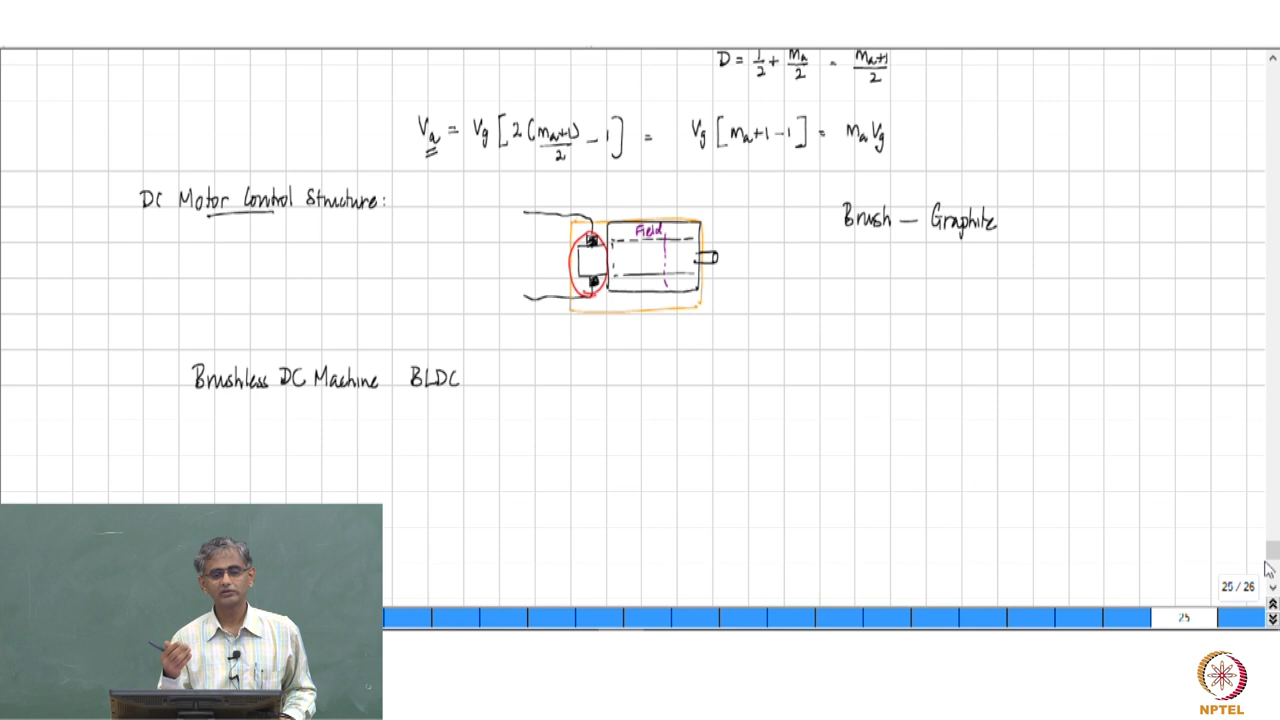 D = 1/2 + ma/2 = ma+1/2
Va = Vg [2 (ma+1)/2 - 1] = Vg [ma+1-1] = ma Vg
DC Motor Control Structure:
Field
Brush — Graphite
Brushless DC Machine BLDC
25 / 26
25
NPTEL